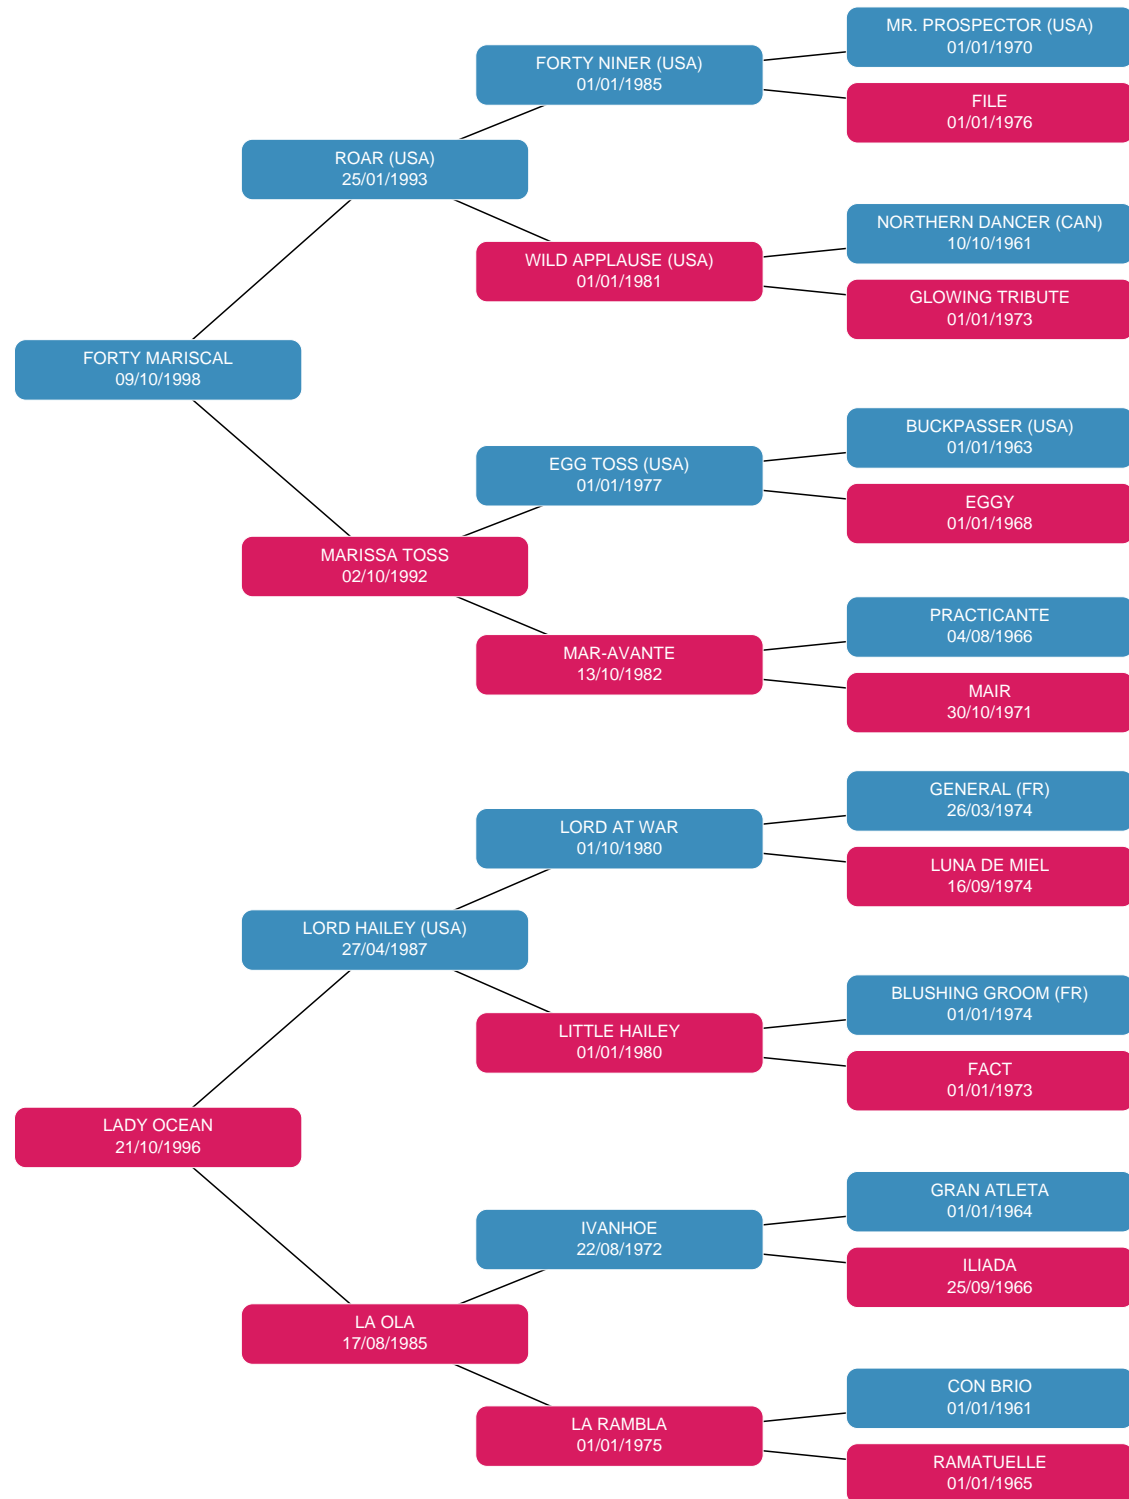 MR. PROSPECTOR (USA)
01/01/1970
FORTY NINER (USA)
01/01/1985
FILE
01/01/1976
ROAR (USA)
25/01/1993
NORTHERN DANCER (CAN)
10/10/1961
WILD APPLAUSE (USA)
01/01/1981
GLOWING TRIBUTE
01/01/1973
FORTY MARISCAL
09/10/1998
BUCKPASSER (USA)
01/01/1963
EGG TOSS (USA)
01/01/1977
EGGY
01/01/1968
MARISSA TOSS
02/10/1992
PRACTICANTE
04/08/1966
MAR-AVANTE
13/10/1982
MAIR
30/10/1971
GENERAL (FR)
26/03/1974
LORD AT WAR
01/10/1980
LUNA DE MIEL
16/09/1974
LORD HAILEY (USA)
27/04/1987
BLUSHING GROOM (FR)
01/01/1974
LITTLE HAILEY
01/01/1980
FACT
01/01/1973
LADY OCEAN
21/10/1996
GRAN ATLETA
01/01/1964
IVANHOE
22/08/1972
ILIADA
25/09/1966
LA OLA
17/08/1985
CON BRIO
01/01/1961
LA RAMBLA
01/01/1975
RAMATUELLE
01/01/1965